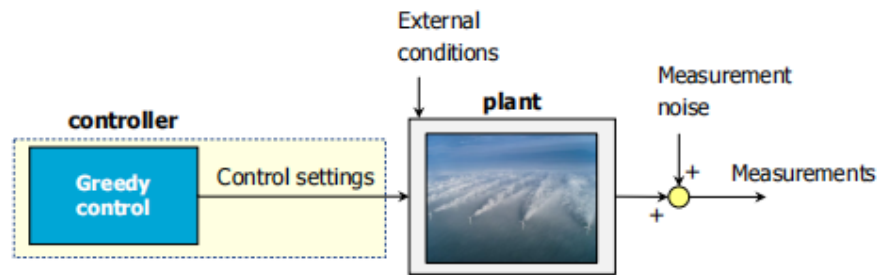 External
conditions
Measurement
noise
controller
plant
Greedy
control
Control settings
+
+
Measurements